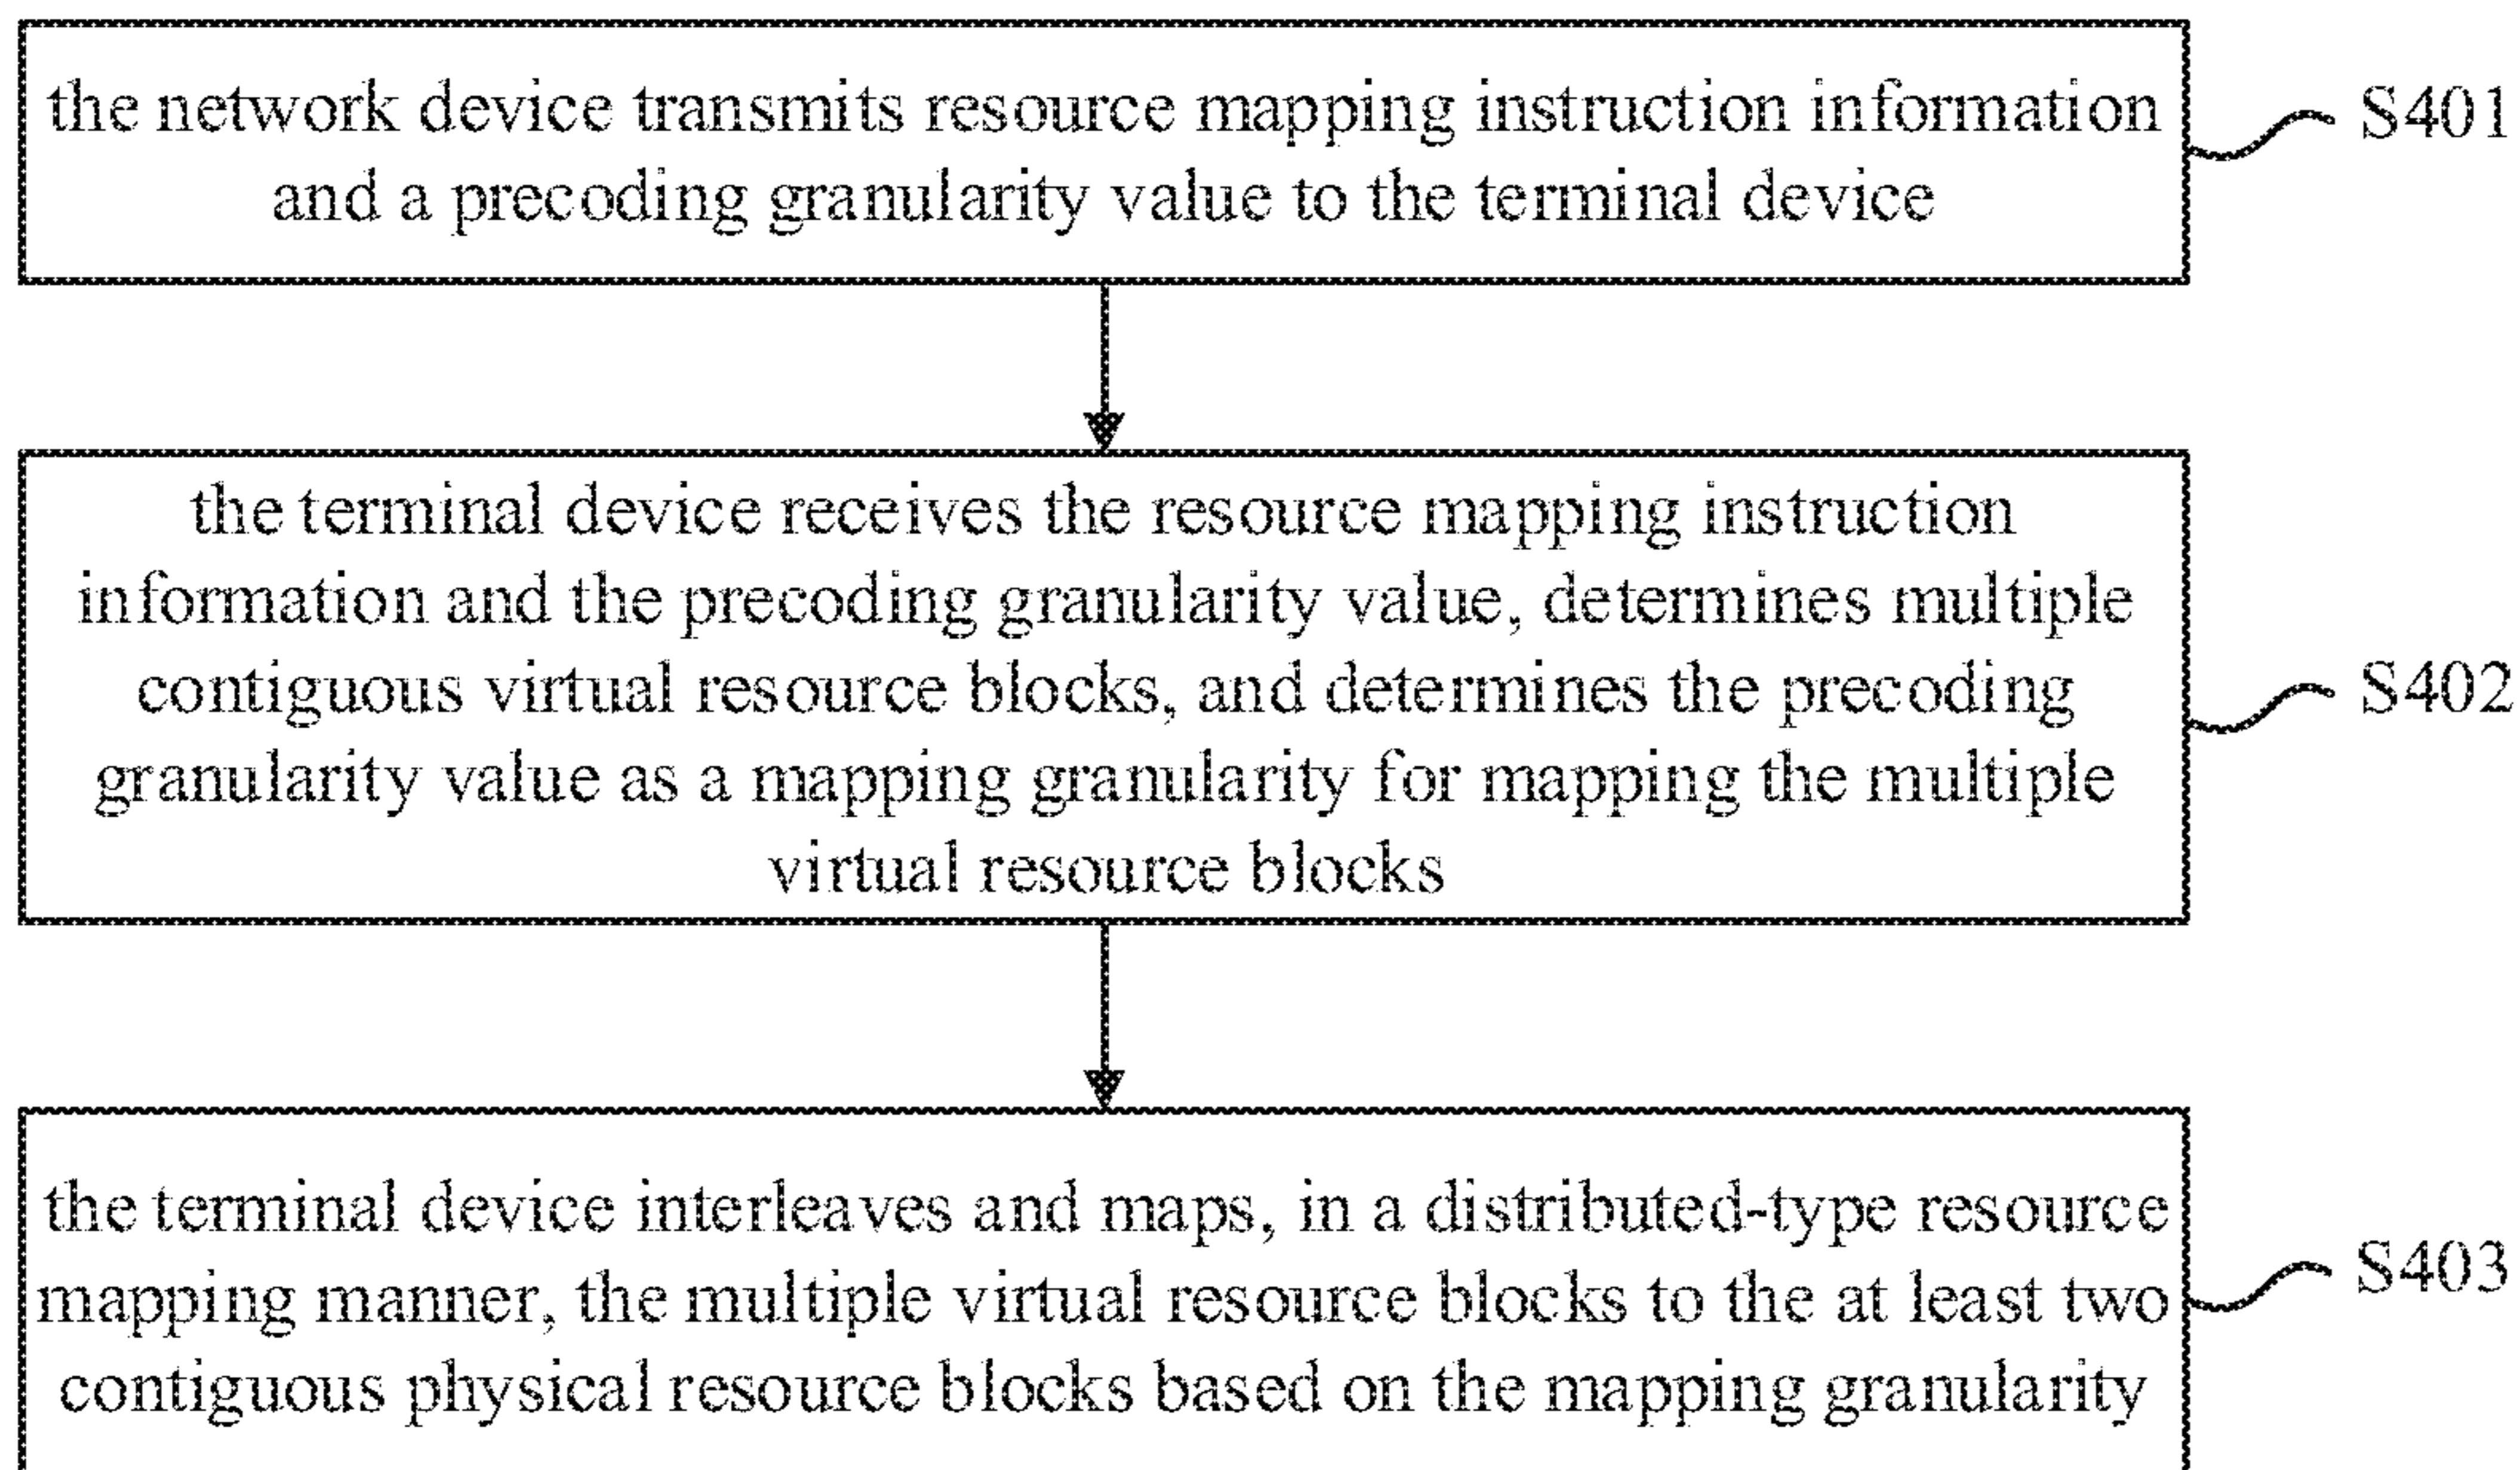 the network device transmits resource mapping instruction information
and a precoding granularity value to the terminal device
S401
the terminal device receives the resource mapping instruction
information and the precoding granularity value, determines multiple
contiguous virtual resource blocks, and determines the precoding
granularity value as a mapping granularity for mapping the multiple
virtual resource blocks
S402
the terminal device interleaves and maps, in a distributed-type resource
mapping manner, the multiple virtual resource blocks to the at least two
contiguous physical resource blocks based on the mapping granularity
S403